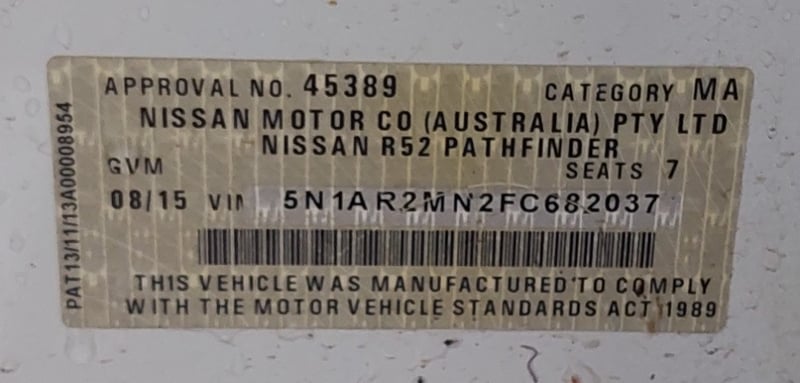 APPROVAL NO. 45389 CATEGORY MA
NISSAN MOTOR CO (AUSTRALIA) PTY LTD
NISSAN R52 PATHFINDER
GVM SEATS 7
08/15 VIN 5N1AR2MN2FC682037
THIS VEHICLE WAS MANUFACTURED TO COMPLY
WITH THE MOTOR VEHICLE STANDARDS ACT 1989
PAT13/11/13A00008954